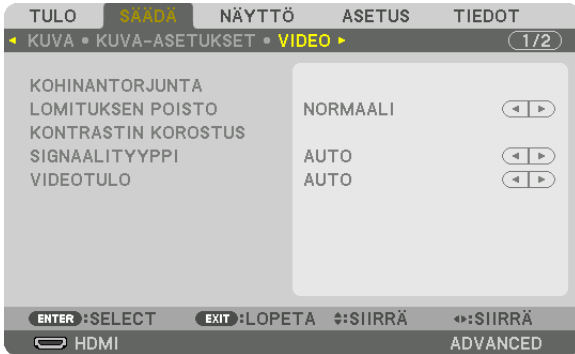 TULO SÄÄDÄ NÄYTTÖ ASETUS TIEDOT
KUVA • KUVA-ASETUKSET • VIDEO 1/2
KOHINANTORJUNTA
LOMITUKSEN POISTO NORMAALI
KONTRASTIN KOROSTUS
SIGNAALITYYPPI AUTO
VIDEOTULO AUTO
ENTER :SELECT EXIT :LOPETA :SIIRRÄ :SIIRRÄ
HDMI ADVANCED